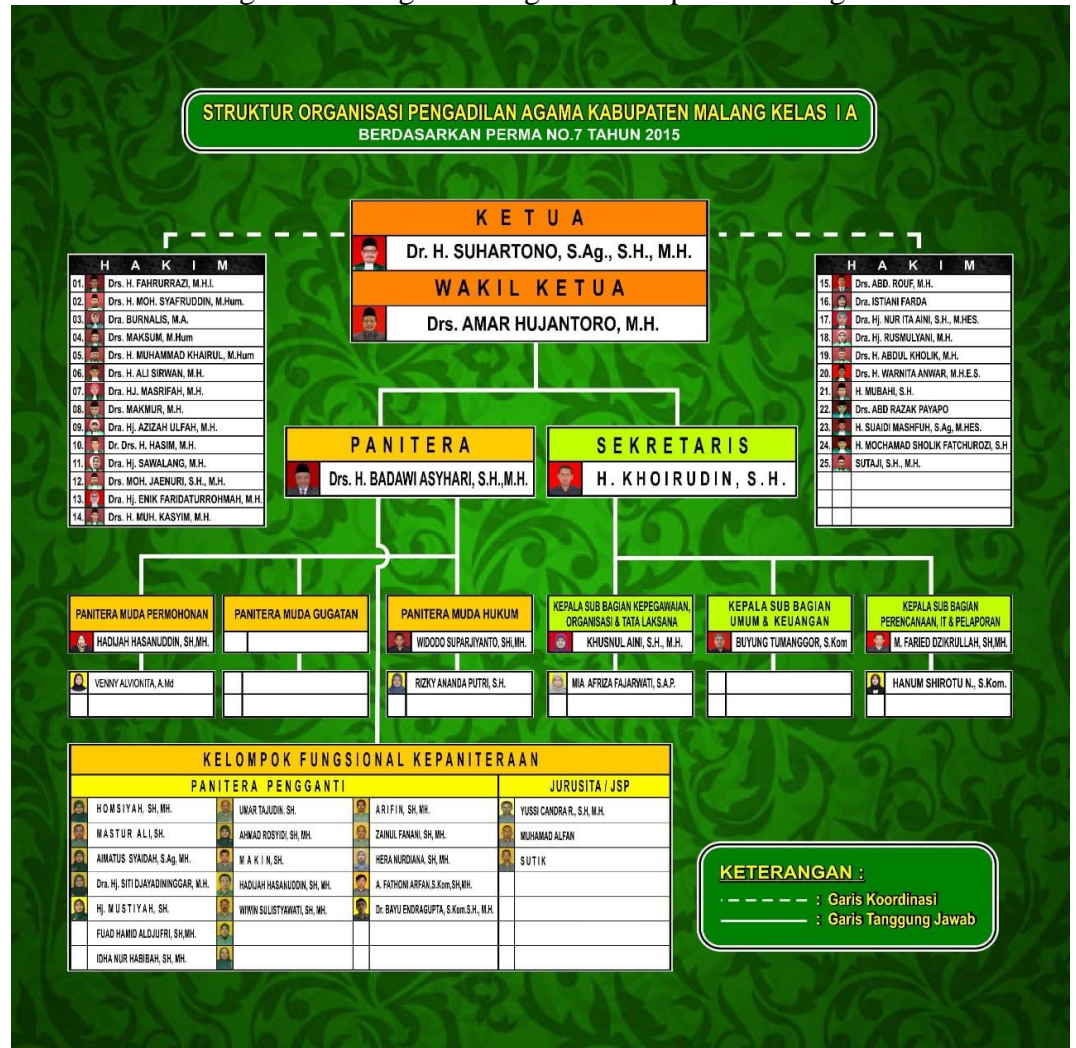 STRUKTUR ORGANISASI PENGADILAN AGAMA KABUPATEN MALANG KELAS I A
BERDASARKAN PERMA NO.7 TAHUN 2015
KETUA
Dr. H. SUHARTONO, S.Ag., S.H., M.H.
WAKIL KETUA
Drs. AMAR HUJANTORO, M.H.
HAKIM
01. Drs. H. FAHRURRAZI, M.H.I.
02. Drs. H. MOH. SYAFRUDDIN, M.Hum.
03. Dra. BURNALIS, M.A.
04. Drs. MAKSUM, M.Hum
05. Drs. H. MUHAMMAD KHAIRUL, M.Hum
06. Drs. H. ALI SIRWAN, M.H.
07. Dra. HJ. MASRIFAH, M.H.
08. Drs. MAKMUR, M.H.
09. Dra. Hj. AZIZAH ULFAH, M.H.
10. Dr. Drs. H. HASIM, M.H.
11. Dra. Hj. SAWALANG, M.H.
12. Drs. MOH. JAENURI, S.H., M.H.
13. Dra. Hj. ENIK FARIDATURROHMAH, M.H.
14. Drs. H. MUH. KASYIM, M.H.
HAKIM
15. Drs. ABD. ROUF, M.H.
16. Dra. ISTIANI FARDA
17. Dra. Hj. NUR ITA AINI, S.H., M.HES.
18. Dra. Hj. RUSMULYANI, M.H.
19. Drs. H. ABDUL KHOLIK, M.H.
20. Drs. H. WARNITA ANWAR, M.H.E.S.
21. H. MUBAHI, S.H.
22. Drs. ABD RAZAK PAYAPO
23. H. SUAIDI MASHFUH, S.Ag, M.HES.
24. H. MOCHAMAD SHOLIK FATCHUROZI, S.H
25. SUTAJI, S.H., M.H.
PANITERA
Drs. H. BADAWI ASYHARI, S.H.,M.H.
SEKRETARIS
H. KHOIRUDIN, S.H.
PANITERA MUDA PERMOHONAN
HADIJAH HASANUDDIN, SH,MH.
VENNY ALVIONITA, A.Md
PANITERA MUDA GUGATAN
PANITERA MUDA HUKUM
WIDODO SUPARJIYANTO, SHi,MH.
RIZKY ANANDA PUTRI, S.H.
KEPALA SUB BAGIAN KEPEGAWAIAN,
ORGANISASI & TATA LAKSANA
KHUSNUL AINI, S.H., M.H.
MIA AFRIZA FAJARWATI, S.A.P.
KEPALA SUB BAGIAN
UMUM & KEUANGAN
BUYUNG TUMANGGOR, S.Kom
KEPALA SUB BAGIAN
PERENCANAAN, IT & PELAPORAN
M. FARIED DZIKRULLAH, SH,MH.
HANUM SHIROTU N., S.Kom.
KELOMPOK FUNGSIONAL KEPANITERAAN
PANITERA PENGGANTI
HOMSIYAH, SH, MH.
MASTUR ALI, SH.
AIMATUS SYAIDAH, S.Ag, MH.
Dra. Hj. SITI DJAYADININGGAR, M.H.
Hj. MUSTIYAH, SH.
FUAD HAMID ALDJUFRI, SH,MH.
IDHA NUR HABIBAH, SH, MH.
UMAR TAJUDIN, SH.
AHMAD ROSYIDI, SH, MH.
MAKIN, SH.
HADIJAH HASANUDDIN, SH, MH.
WIWIN SULISTYAWATI, SH, MH.
ARIFIN, SH, MH.
ZAINUL FANANI, SH, MH.
HERA NURDIANA, SH, MH.
A. FATHONI ARFAN,S.Kom,SH,MH.
Dr. BAYU ENDRAGUPTA, S.Kom.S.H., M.H.
JURUSITA / JSP
YUSSI CANDRA R., S.H, M.H.
MUHAMAD ALFAN
SUTIK
KETERANGAN :
: Garis Koordinasi
: Garis Tanggung Jawab